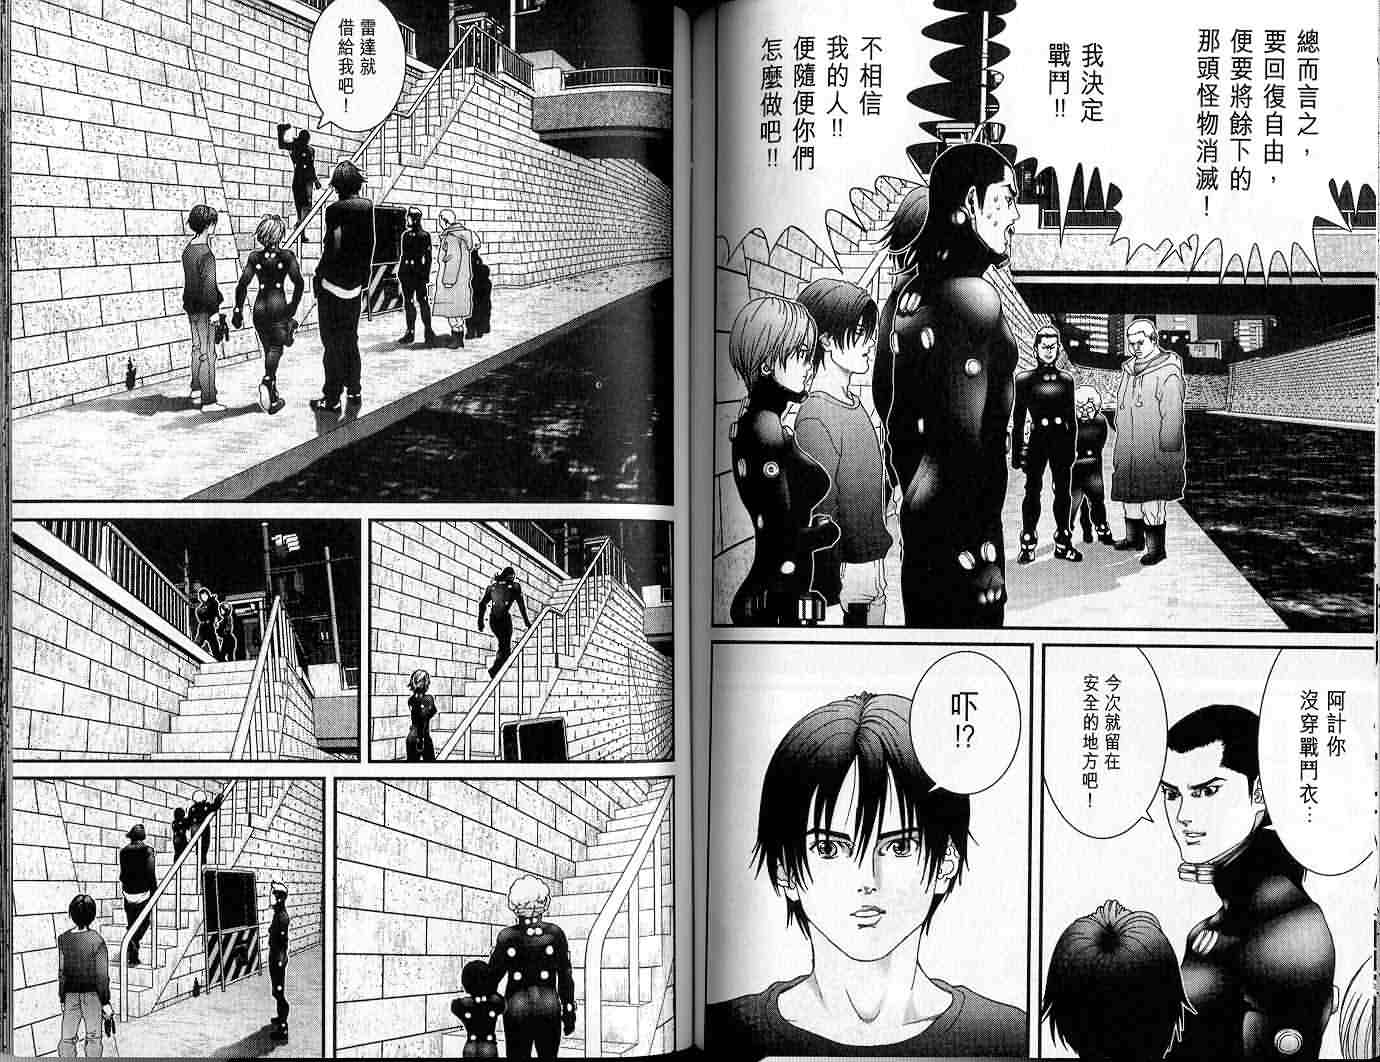 總而言之，
要回復自由，
便要將餘下的
那頭怪物消滅！
我決定
戰鬥!!
不相信
我的人!!
便隨便你們
怎麼做吧!!
阿計你
沒穿戰鬥衣…
今次就留在
安全的地方吧！
吓!?
雷達就
借給我吧！